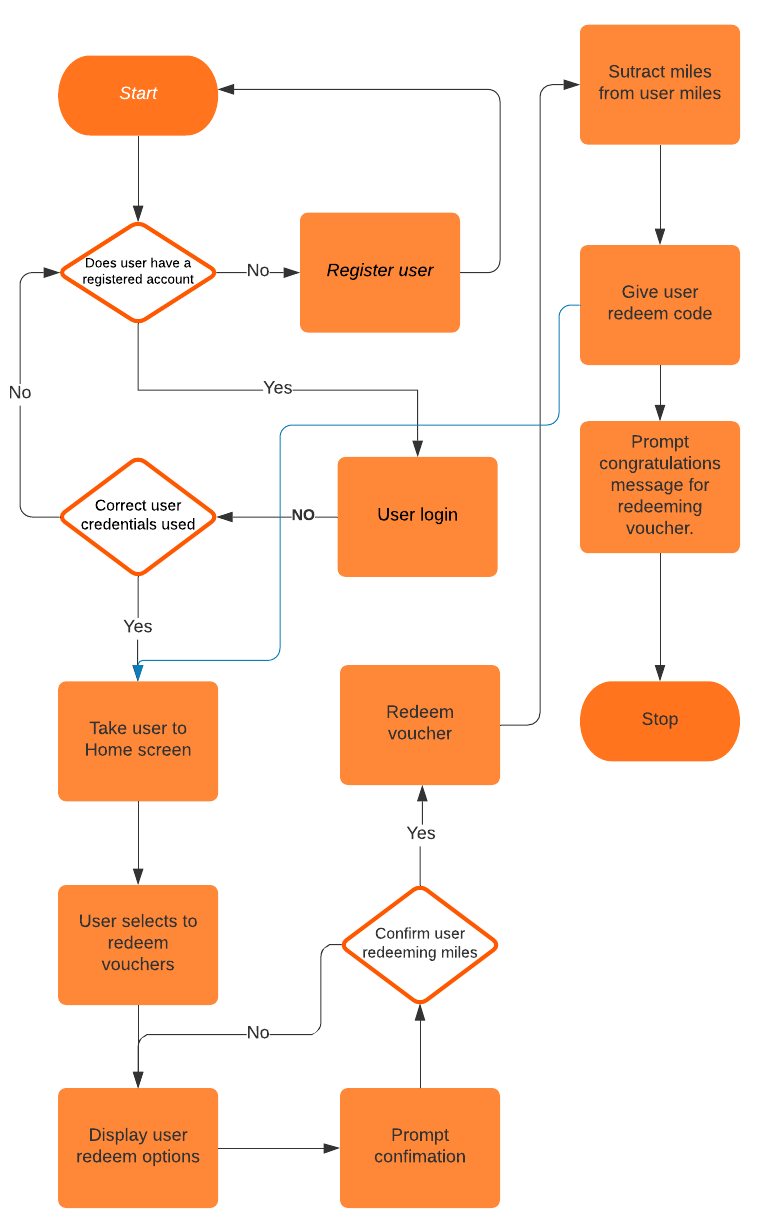 Start
Does user have a
registered account
No
Register user
Yes
No
Correct user
credentials used
NO
User login
Yes
Take user to
Home screen
User selects to
redeem
vouchers
No
Display user
redeem options
Prompt
confimation
Confirm user
redeeming miles
Yes
Redeem
voucher
Sutract miles
from user miles
Give user
redeem code
Prompt
congratulations
message for
redeeming
voucher.
Stop